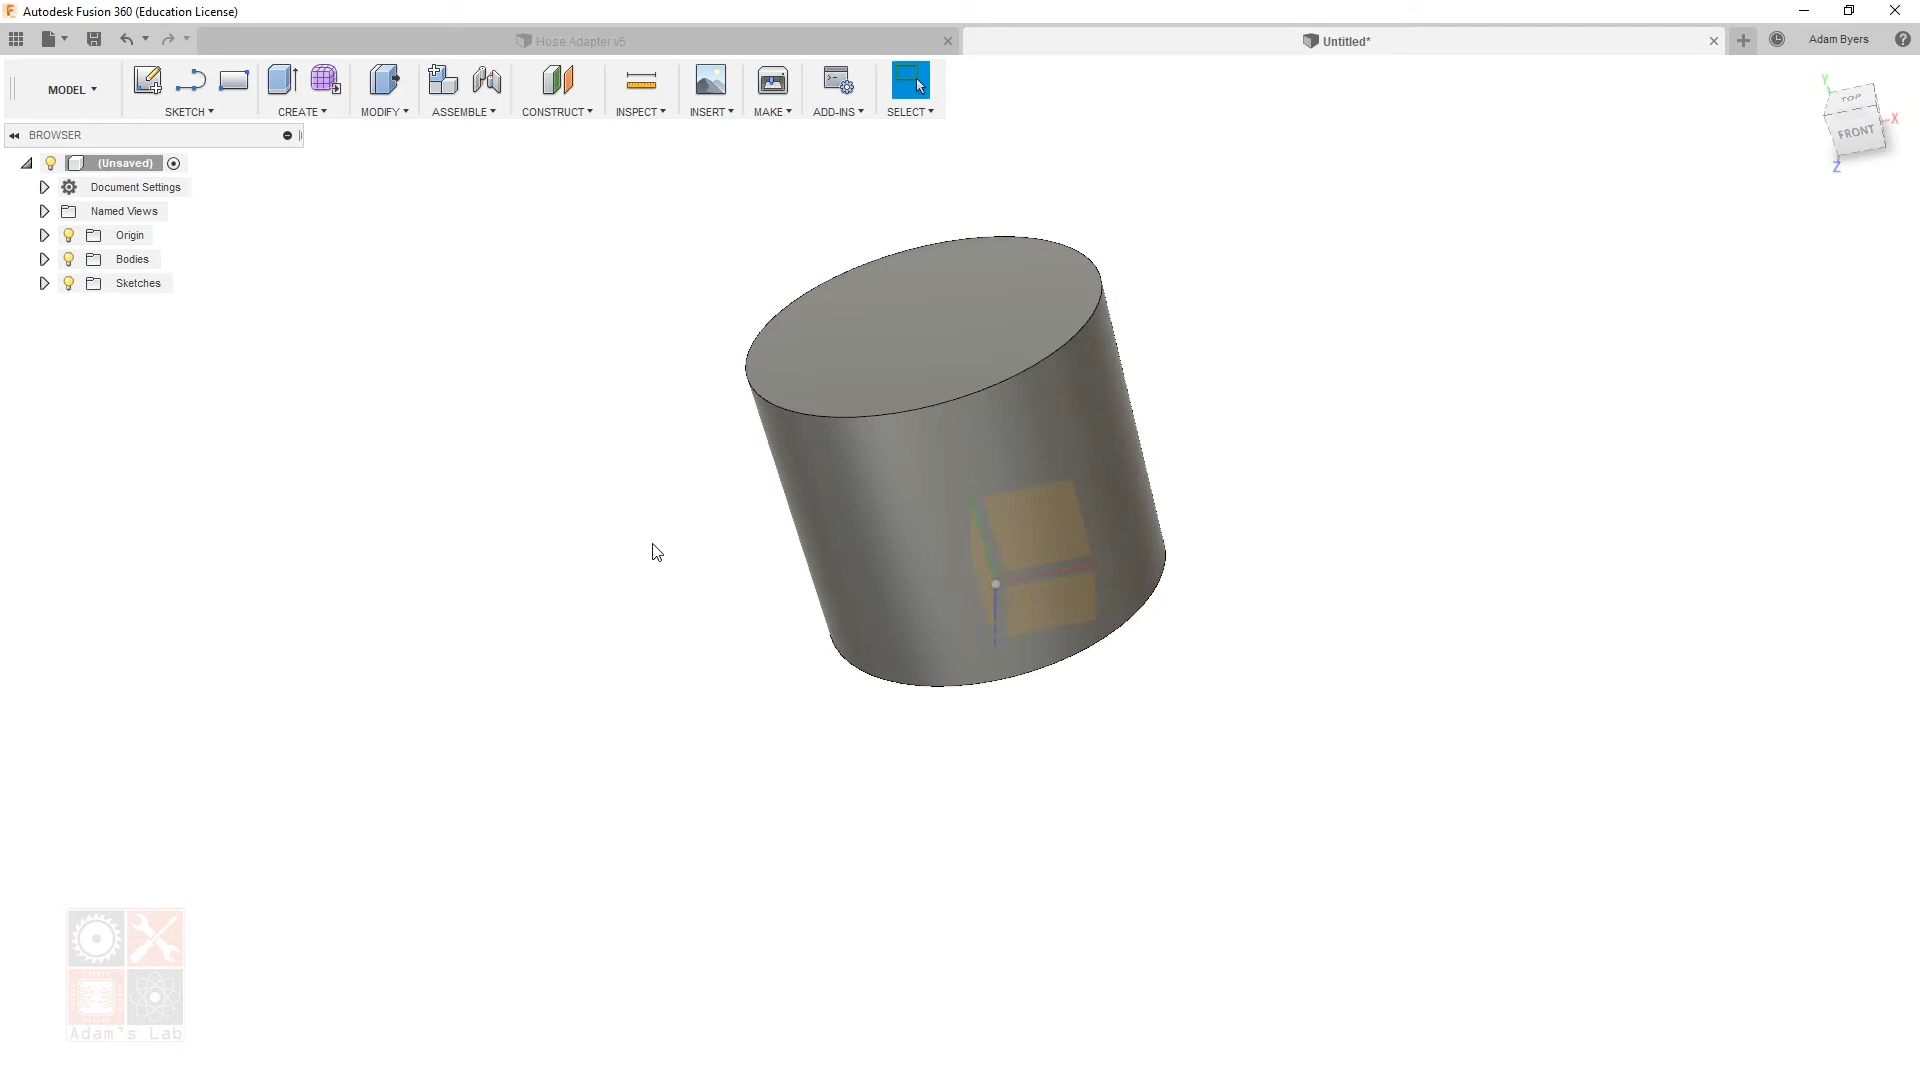 Autodesk Fusion 360 (Education License)
Hose Adapter v5
Untitled*
Adam Byers
MODEL
SKETCH
CREATE
MODIFY
ASSEMBLE
CONSTRUCT
INSPECT
INSERT
MAKE
ADD-INS
SELECT
BROWSER
(Unsaved)
Document Settings
Named Views
Origin
Bodies
Sketches
Y
TOP
X
FRONT
Z
Adam's Lab